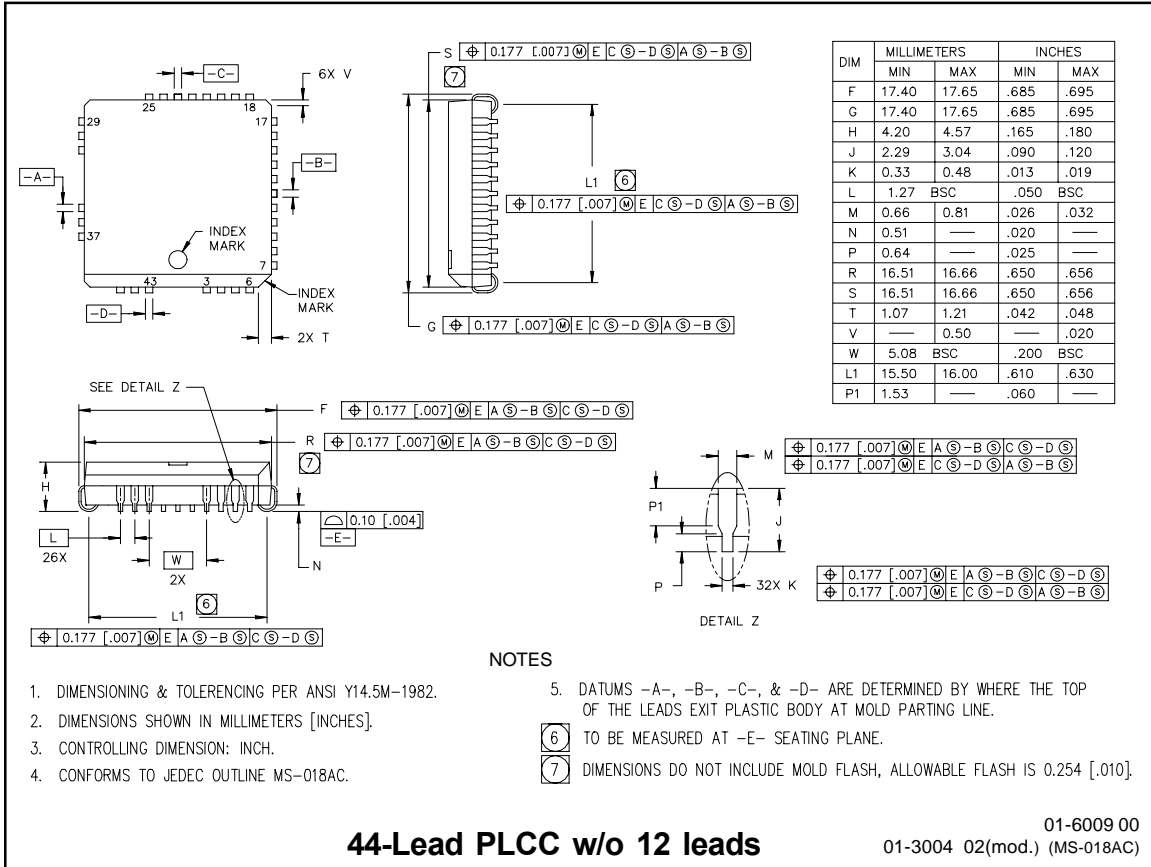 S ⌖ 0.177 [.007] Ⓜ E C Ⓢ –D Ⓢ A Ⓢ –B Ⓢ
7
–C–
6X V
25 18
29 17
–B–
–A–
L1 6
⌖ 0.177 [.007] Ⓜ E C Ⓢ –D Ⓢ A Ⓢ –B Ⓢ
37
INDEX
MARK
7
43 3 6
INDEX
MARK
–D–
2X T
G ⌖ 0.177 [.007] Ⓜ E C Ⓢ –D Ⓢ A Ⓢ –B Ⓢ
DIM MILLIMETERS INCHES
MIN MAX MIN MAX
F 17.40 17.65 .685 .695
G 17.40 17.65 .685 .695
H 4.20 4.57 .165 .180
J 2.29 3.04 .090 .120
K 0.33 0.48 .013 .019
L 1.27 BSC .050 BSC
M 0.66 0.81 .026 .032
N 0.51 — .020 —
P 0.64 — .025 —
R 16.51 16.66 .650 .656
S 16.51 16.66 .650 .656
T 1.07 1.21 .042 .048
V — 0.50 — .020
W 5.08 BSC .200 BSC
L1 15.50 16.00 .610 .630
P1 1.53 — .060 —
SEE DETAIL Z
F ⌖ 0.177 [.007] Ⓜ E A Ⓢ –B Ⓢ C Ⓢ –D Ⓢ
R ⌖ 0.177 [.007] Ⓜ E A Ⓢ –B Ⓢ C Ⓢ –D Ⓢ
7
H
⌓ 0.10 [.004]
–E–
L
26X
W
2X
N
L1 6
⌖ 0.177 [.007] Ⓜ E A Ⓢ –B Ⓢ C Ⓢ –D Ⓢ
M ⌖ 0.177 [.007] Ⓜ E A Ⓢ –B Ⓢ C Ⓢ –D Ⓢ
⌖ 0.177 [.007] Ⓜ E C Ⓢ –D Ⓢ A Ⓢ –B Ⓢ
P1
J
P
32X K
⌖ 0.177 [.007] Ⓜ E A Ⓢ –B Ⓢ C Ⓢ –D Ⓢ
⌖ 0.177 [.007] Ⓜ E C Ⓢ –D Ⓢ A Ⓢ –B Ⓢ
DETAIL Z
NOTES
1. DIMENSIONING & TOLERENCING PER ANSI Y14.5M–1982.
2. DIMENSIONS SHOWN IN MILLIMETERS [INCHES].
3. CONTROLLING DIMENSION: INCH.
4. CONFORMS TO JEDEC OUTLINE MS–018AC.
5. DATUMS –A–, –B–, –C–, & –D– ARE DETERMINED BY WHERE THE TOP
OF THE LEADS EXIT PLASTIC BODY AT MOLD PARTING LINE.
6 TO BE MEASURED AT –E– SEATING PLANE.
7 DIMENSIONS DO NOT INCLUDE MOLD FLASH, ALLOWABLE FLASH IS 0.254 [.010].
44-Lead PLCC w/o 12 leads
01-6009 00
01-3004 02(mod.) (MS-018AC)